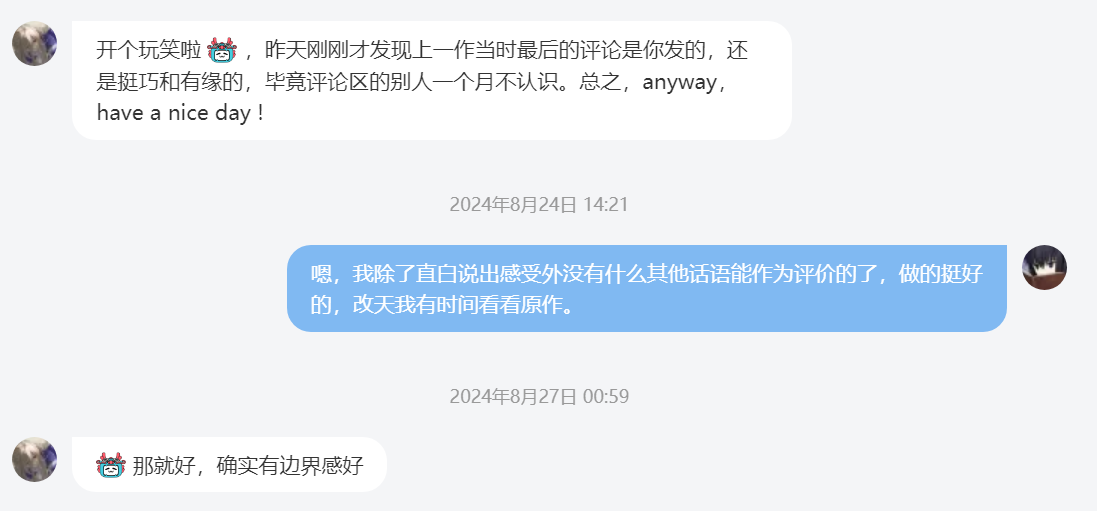 开个玩笑啦 ，昨天刚刚才发现上一作当时最后的评论是你发的，还
是挺巧和有缘的，毕竟评论区的别人一个月不认识。总之，anyway，
have a nice day！
2024年8月24日 14:21
嗯，我除了直白说出感受外没有什么其他话语能作为评价的了，做的挺好
的，改天我有时间看看原作。
2024年8月27日 00:59
那就好，确实有边界感好